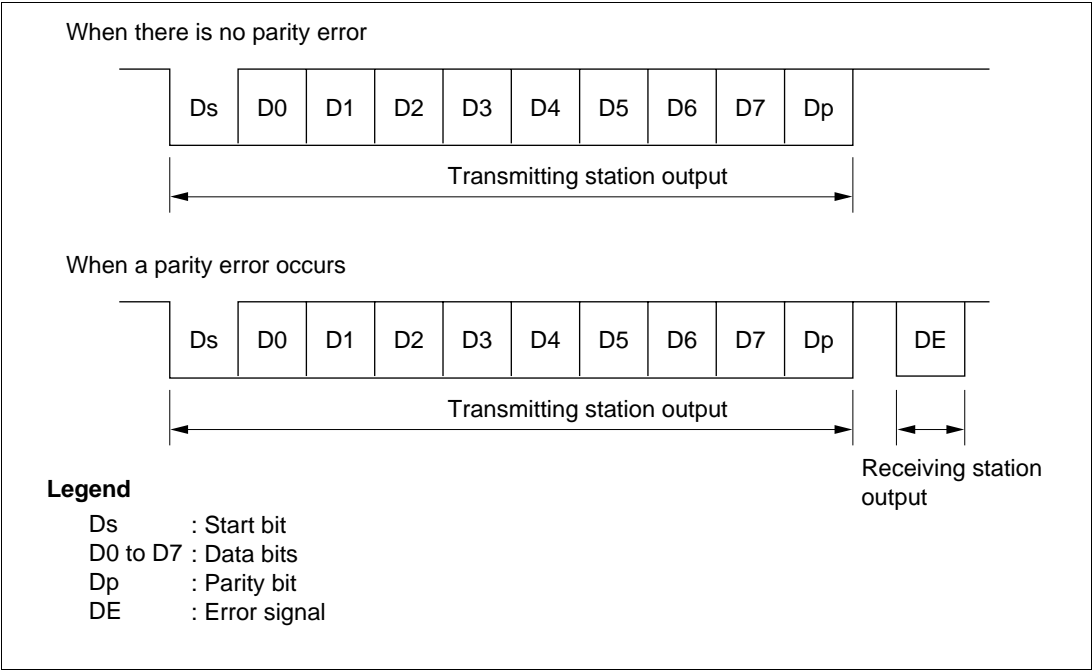 When there is no parity error
Ds D0 D1 D2 D3 D4 D5 D6 D7 Dp
Transmitting station output
When a parity error occurs
Ds D0 D1 D2 D3 D4 D5 D6 D7 Dp DE
Transmitting station output
Receiving station
output
Legend
Ds : Start bit
D0 to D7 : Data bits
Dp : Parity bit
DE : Error signal